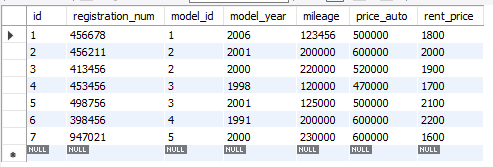 id registration_num model_id model_year mileage price_auto rent_price
1 456678 1 2006 123456 500000 1800
2 456211 2 2001 200000 600000 2000
3 413456 2 2000 220000 520000 1900
4 453456 3 1998 120000 470000 1700
5 498756 3 2001 125000 500000 2100
6 398456 4 1991 200000 600000 2200
7 947021 5 2000 230000 600000 1600
NULL NULL NULL NULL NULL NULL NULL